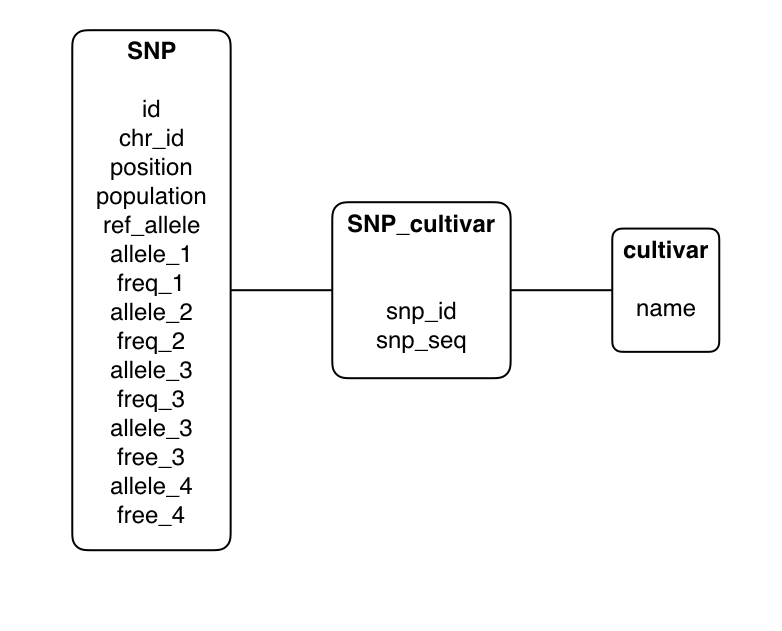 SNP
id
chr_id
position
population
ref_allele
allele_1
freq_1
allele_2
freq_2
allele_3
freq_3
allele_3
free_3
allele_4
free_4
SNP_cultivar
snp_id
snp_seq
cultivar
name